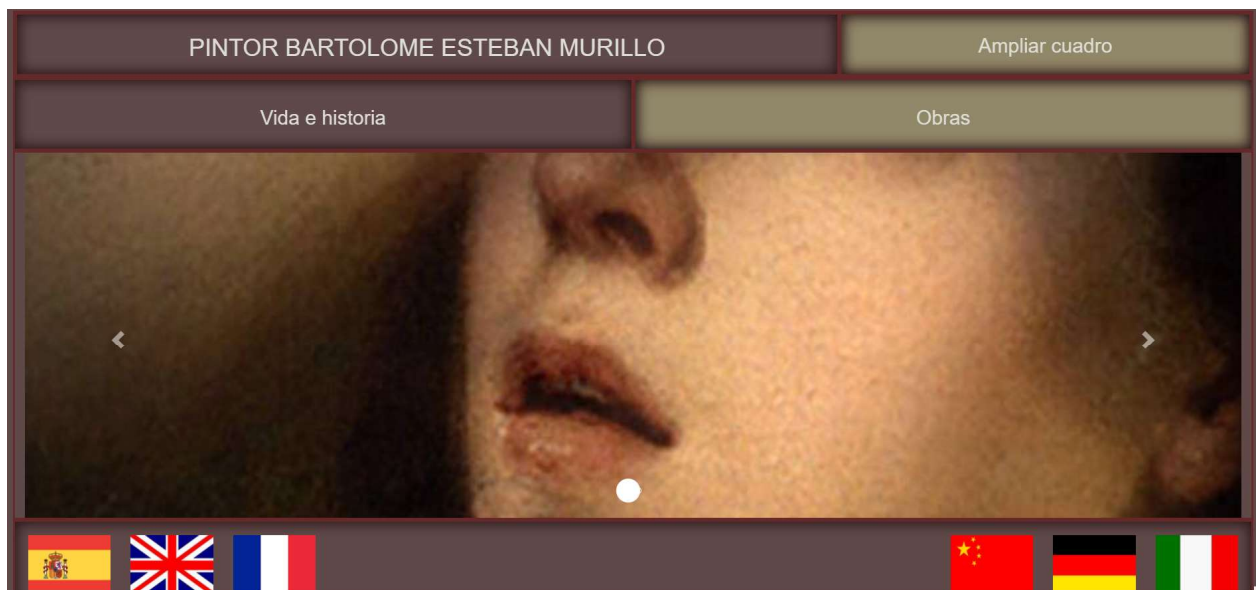 PINTOR BARTOLOME ESTEBAN MURILLO
Ampliar cuadro
Vida e historia
Obras